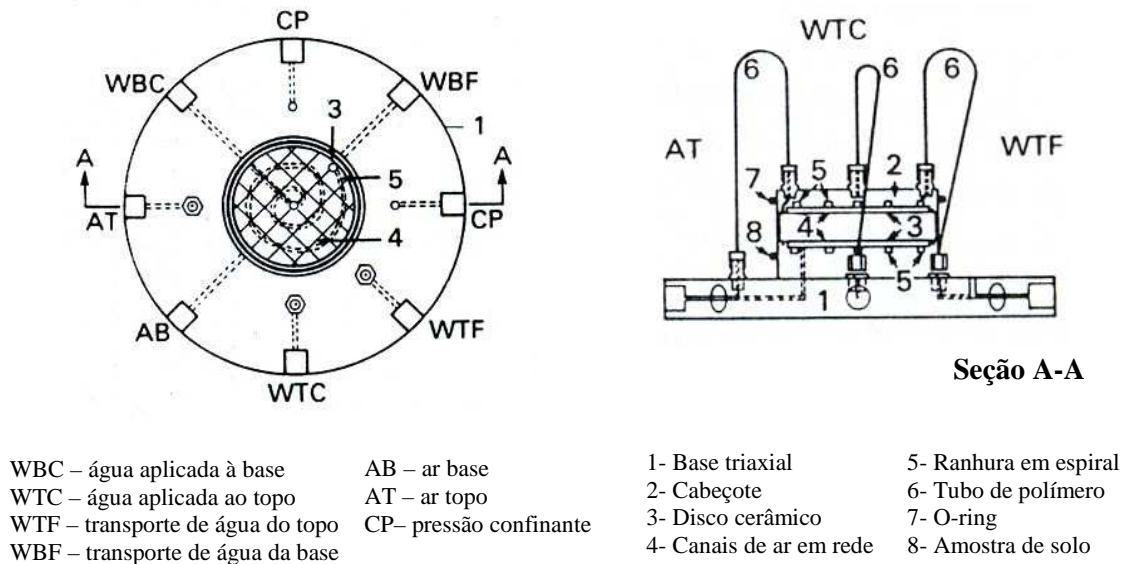 CP
WBC
WBF
3
1
A
A
5
AT
CP
4
AB
WTF
WTC
WTC
6
6
6
AT
WTF
7
5
2
8
4
3
1
5
Seção A-A
WBC – água aplicada à base
WTC – água aplicada ao topo
WTF – transporte de água do topo
WBF – transporte de água da base
AB – ar base
AT – ar topo
CP– pressão confinante
1- Base triaxial
2- Cabeçote
3- Disco cerâmico
4- Canais de ar em rede
5- Ranhura em espiral
6- Tubo de polímero
7- O-ring
8- Amostra de solo